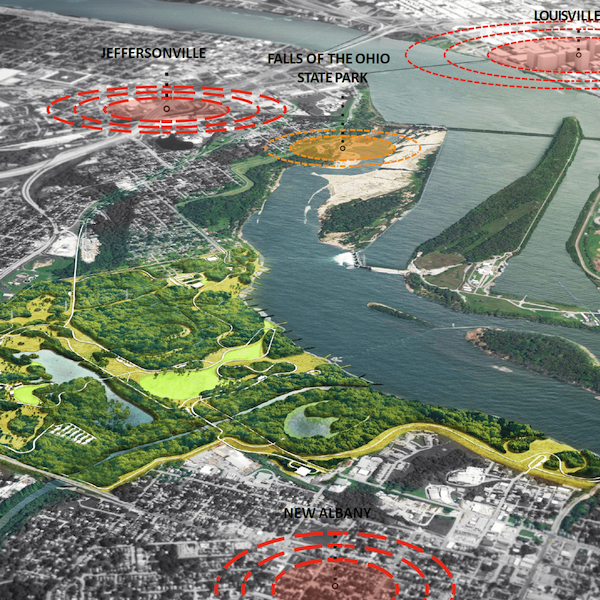 LOUISVILLE
JEFFERSONVILLE
FALLS OF THE OHIO
STATE PARK
NEW ALBANY